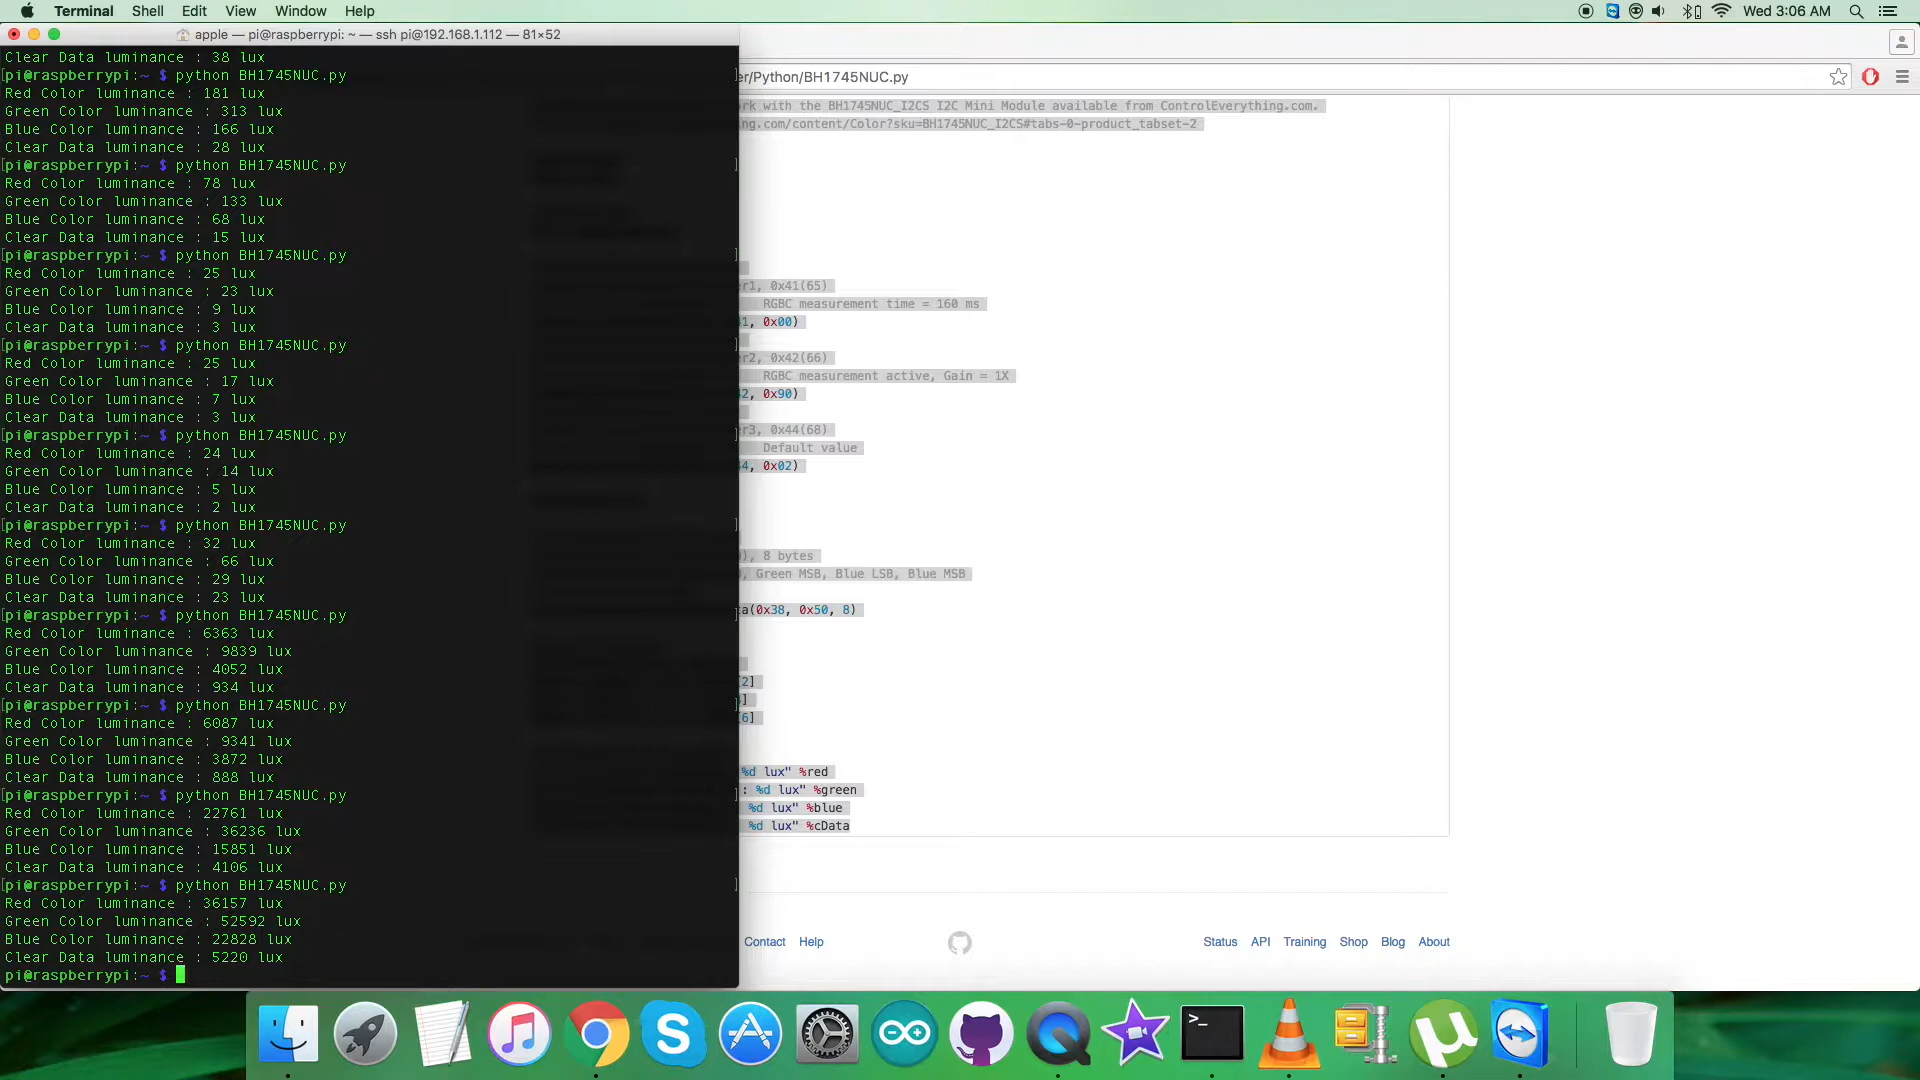 Terminal Shell Edit View Window Help Wed 3:06 AM
apple — pi@raspberrypi: ~ — ssh pi@192.168.1.112 — 81×52
Clear Data luminance : 38 lux
[pi@raspberrypi:~ $ python BH1745NUC.py ]
Red Color luminance : 181 lux
Green Color luminance : 313 lux
Blue Color luminance : 166 lux
Clear Data luminance : 28 lux
[pi@raspberrypi:~ $ python BH1745NUC.py ]
Red Color luminance : 78 lux
Green Color luminance : 133 lux
Blue Color luminance : 68 lux
Clear Data luminance : 15 lux
[pi@raspberrypi:~ $ python BH1745NUC.py ]
Red Color luminance : 25 lux
Green Color luminance : 23 lux
Blue Color luminance : 9 lux
Clear Data luminance : 3 lux
[pi@raspberrypi:~ $ python BH1745NUC.py ]
Red Color luminance : 25 lux
Green Color luminance : 17 lux
Blue Color luminance : 7 lux
Clear Data luminance : 3 lux
[pi@raspberrypi:~ $ python BH1745NUC.py ]
Red Color luminance : 24 lux
Green Color luminance : 14 lux
Blue Color luminance : 5 lux
Clear Data luminance : 2 lux
[pi@raspberrypi:~ $ python BH1745NUC.py ]
Red Color luminance : 32 lux
Green Color luminance : 66 lux
Blue Color luminance : 29 lux
Clear Data luminance : 23 lux
[pi@raspberrypi:~ $ python BH1745NUC.py ]
Red Color luminance : 6363 lux
Green Color luminance : 9839 lux
Blue Color luminance : 4052 lux
Clear Data luminance : 934 lux
[pi@raspberrypi:~ $ python BH1745NUC.py ]
Red Color luminance : 6087 lux
Green Color luminance : 9341 lux
Blue Color luminance : 3872 lux
Clear Data luminance : 888 lux
[pi@raspberrypi:~ $ python BH1745NUC.py ]
Red Color luminance : 22761 lux
Green Color luminance : 36236 lux
Blue Color luminance : 15851 lux
Clear Data luminance : 4106 lux
[pi@raspberrypi:~ $ python BH1745NUC.py ]
Red Color luminance : 36157 lux
Green Color luminance : 52592 lux
Blue Color luminance : 22828 lux
Clear Data luminance : 5220 lux
pi@raspberrypi:~ $
er/Python/BH1745NUC.py
ork with the BH1745NUC_I2CS I2C Mini Module available from ControlEverything.com.
ng.com/content/Color?sku=BH1745NUC_I2CS#tabs-0-product_tabset-2
er1, 0x41(65)
RGBC measurement time = 160 ms
41, 0x00)
er2, 0x42(66)
RGBC measurement active, Gain = 1X
42, 0x90)
er3, 0x44(68)
Default value
44, 0x02)
), 8 bytes
, Green MSB, Blue LSB, Blue MSB
ta(0x38, 0x50, 8)
[2]
]
[6]
%d lux" %red
: %d lux" %green
%d lux" %blue
%d lux" %cData
Contact Help Status API Training Shop Blog About